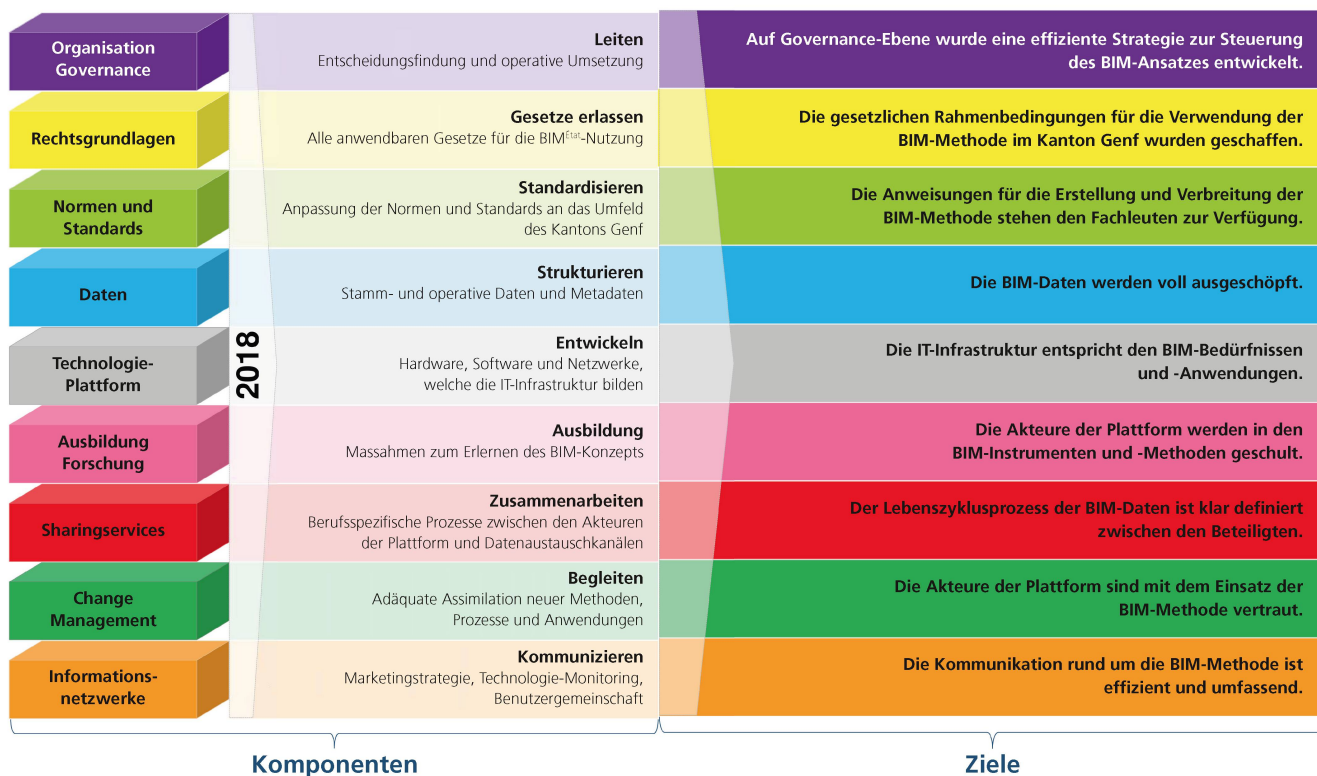 Organisation
Governance
Leiten
Entscheidungsfindung und operative Umsetzung
Auf Governance-Ebene wurde eine effiziente Strategie zur Steuerung
des BIM-Ansatzes entwickelt.
Rechtsgrundlagen
Gesetze erlassen
Alle anwendbaren Gesetze für die BIMEtat-Nutzung
Die gesetzlichen Rahmenbedingungen für die Verwendung der
BIM-Methode im Kanton Genf wurden geschaffen.
Normen und
Standards
Standardisieren
Anpassung der Normen und Standards an das Umfeld
des Kantons Genf
Die Anweisungen für die Erstellung und Verbreitung der
BIM-Methode stehen den Fachleuten zur Verfügung.
Daten
Strukturieren
Stamm- und operative Daten und Metadaten
Die BIM-Daten werden voll ausgeschöpft.
2018
Technologie-
Plattform
Entwickeln
Hardware, Software und Netzwerke,
welche die IT-Infrastruktur bilden
Die IT-Infrastruktur entspricht den BIM-Bedürfnissen
und -Anwendungen.
Ausbildung
Forschung
Ausbildung
Massahmen zum Erlernen des BIM-Konzepts
Die Akteure der Plattform werden in den
BIM-Instrumenten und -Methoden geschult.
Sharingservices
Zusammenarbeiten
Berufsspezifische Prozesse zwischen den Akteuren
der Plattform und Datenaustauschkanälen
Der Lebenszyklusprozess der BIM-Daten ist klar definiert
zwischen den Beteiligten.
Change
Management
Begleiten
Adäquate Assimilation neuer Methoden,
Prozesse und Anwendungen
Die Akteure der Plattform sind mit dem Einsatz der
BIM-Methode vertraut.
Informations-
netzwerke
Kommunizieren
Marketingstrategie, Technologie-Monitoring,
Benutzergemeinschaft
Die Kommunikation rund um die BIM-Methode ist
effizient und umfassend.
Komponenten
Ziele